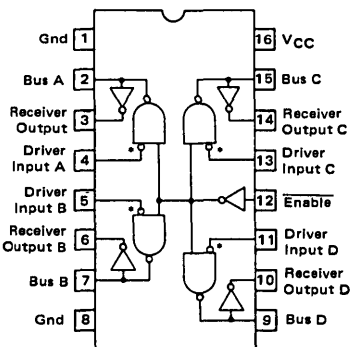 Gnd 1
Bus A 2
Receiver
Output 3
Driver
Input A 4
*
Driver
Input B 5
*
Receiver
Output B 6
Bus B 7
Gnd 8
16 VCC
15 Bus C
14 Receiver
Output C
*
13 Driver
Input C
12 Enable
11 Driver
Input D
*
10 Receiver
Output D
9 Bus D